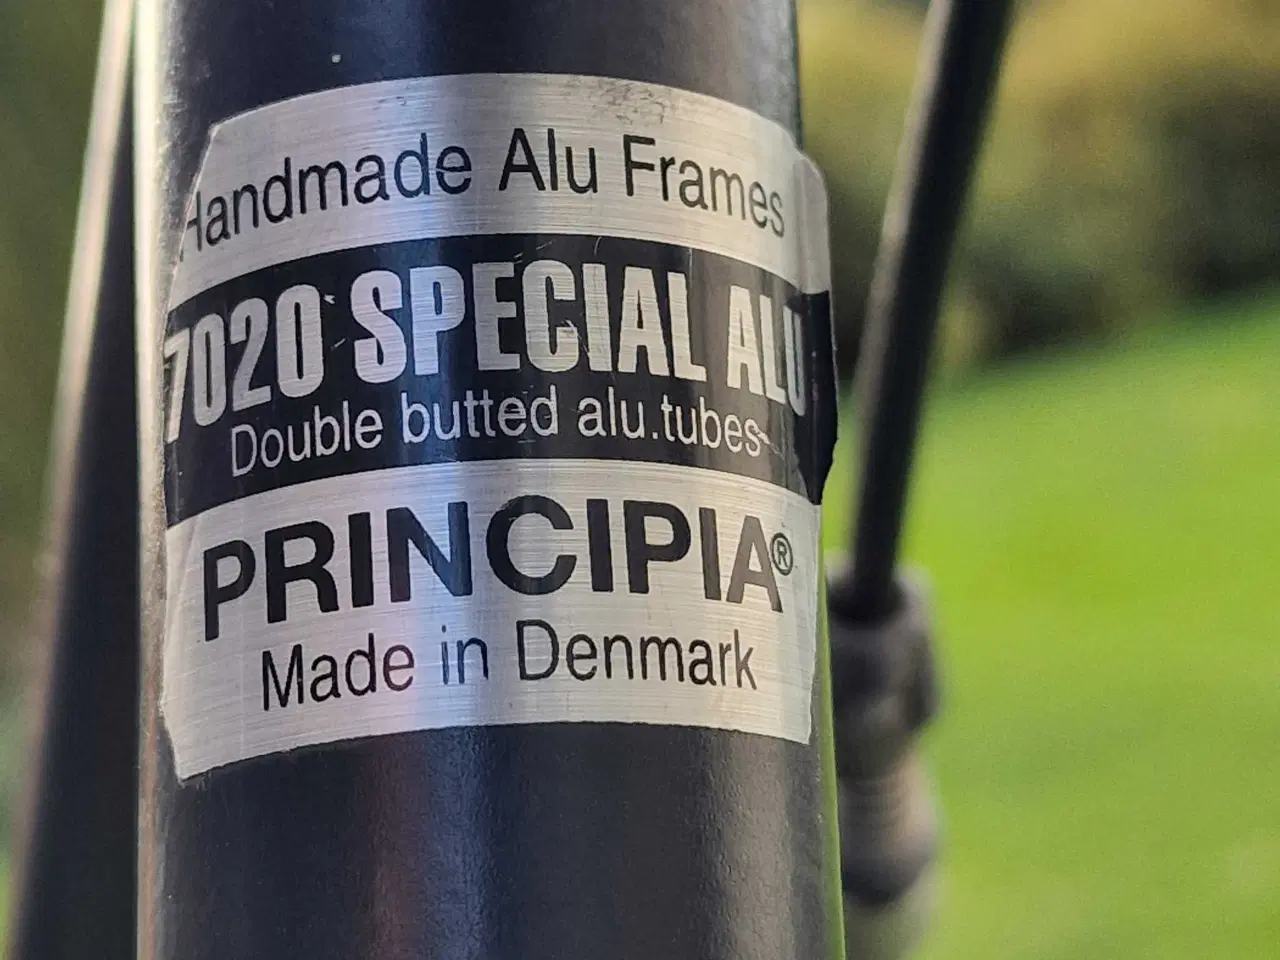 Handmade Alu Frames
7020 SPECIAL ALU
Double butted alu.tubes
PRINCIPIA®
Made in Denmark